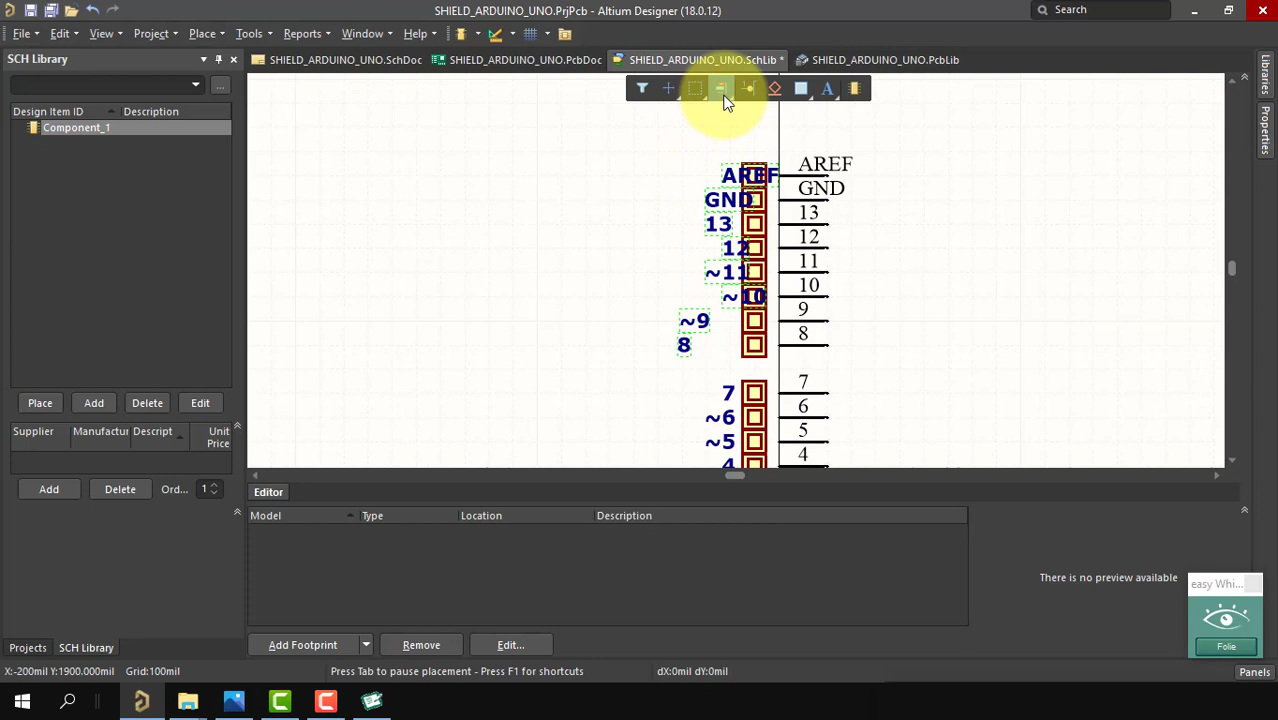 SHIELD_ARDUINO_UNO.PrjPcb - Altium Designer (18.0.12)
Search
File Edit View Project Place Tools Reports Window Help
SCH Library
SHIELD_ARDUINO_UNO.SchDoc
SHIELD_ARDUINO_UNO.PcbDoc
SHIELD_ARDUINO_UNO.SchLib *
SHIELD_ARDUINO_UNO.PcbLib
...
Design Item ID Description
Component_1
A
Libraries
Properties
AREF AREF
GND GND
13 13
12 12
~11 11
~10 10
~9 9
8 8
7 7
~6 6
~5 5
4 4
Place Add Delete Edit
Supplier Manufactur Descript Unit Price
Add Delete Ord... 1
Editor
Model Type Location Description
There is no preview available
easy Whi...
Folie
Add Footprint Remove Edit...
Projects SCH Library
X:-200mil Y:1900.000mil Grid:100mil Press Tab to pause placement - Press F1 for shortcuts dX:0mil dY:0mil Panels